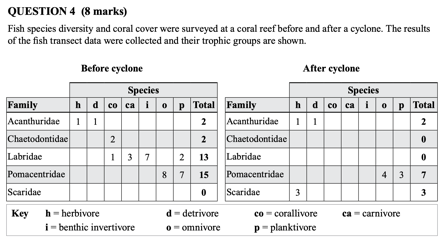 QUESTION 4 (8 marks)
Fish species diversity and coral cover were surveyed at a coral reef before and after a cyclone. The results
of the fish transect data were collected and their trophic groups are shown.
Before cyclone
Species
Family h d co ca i o p Total
Acanthuridae 1 1 2
Chaetodontidae 2 2
Labridae 1 3 7 2 13
Pomacentridae 8 7 15
Scaridae 0
After cyclone
Species
Family h d co ca i o p Total
Acanthuridae 1 1 2
Chaetodontidae 0
Labridae 0
Pomacentridae 4 3 7
Scaridae 3 3
Key h = herbivore d = detrivore co = corallivore ca = carnivore
i = benthic invertivore o = omnivore p = planktivore